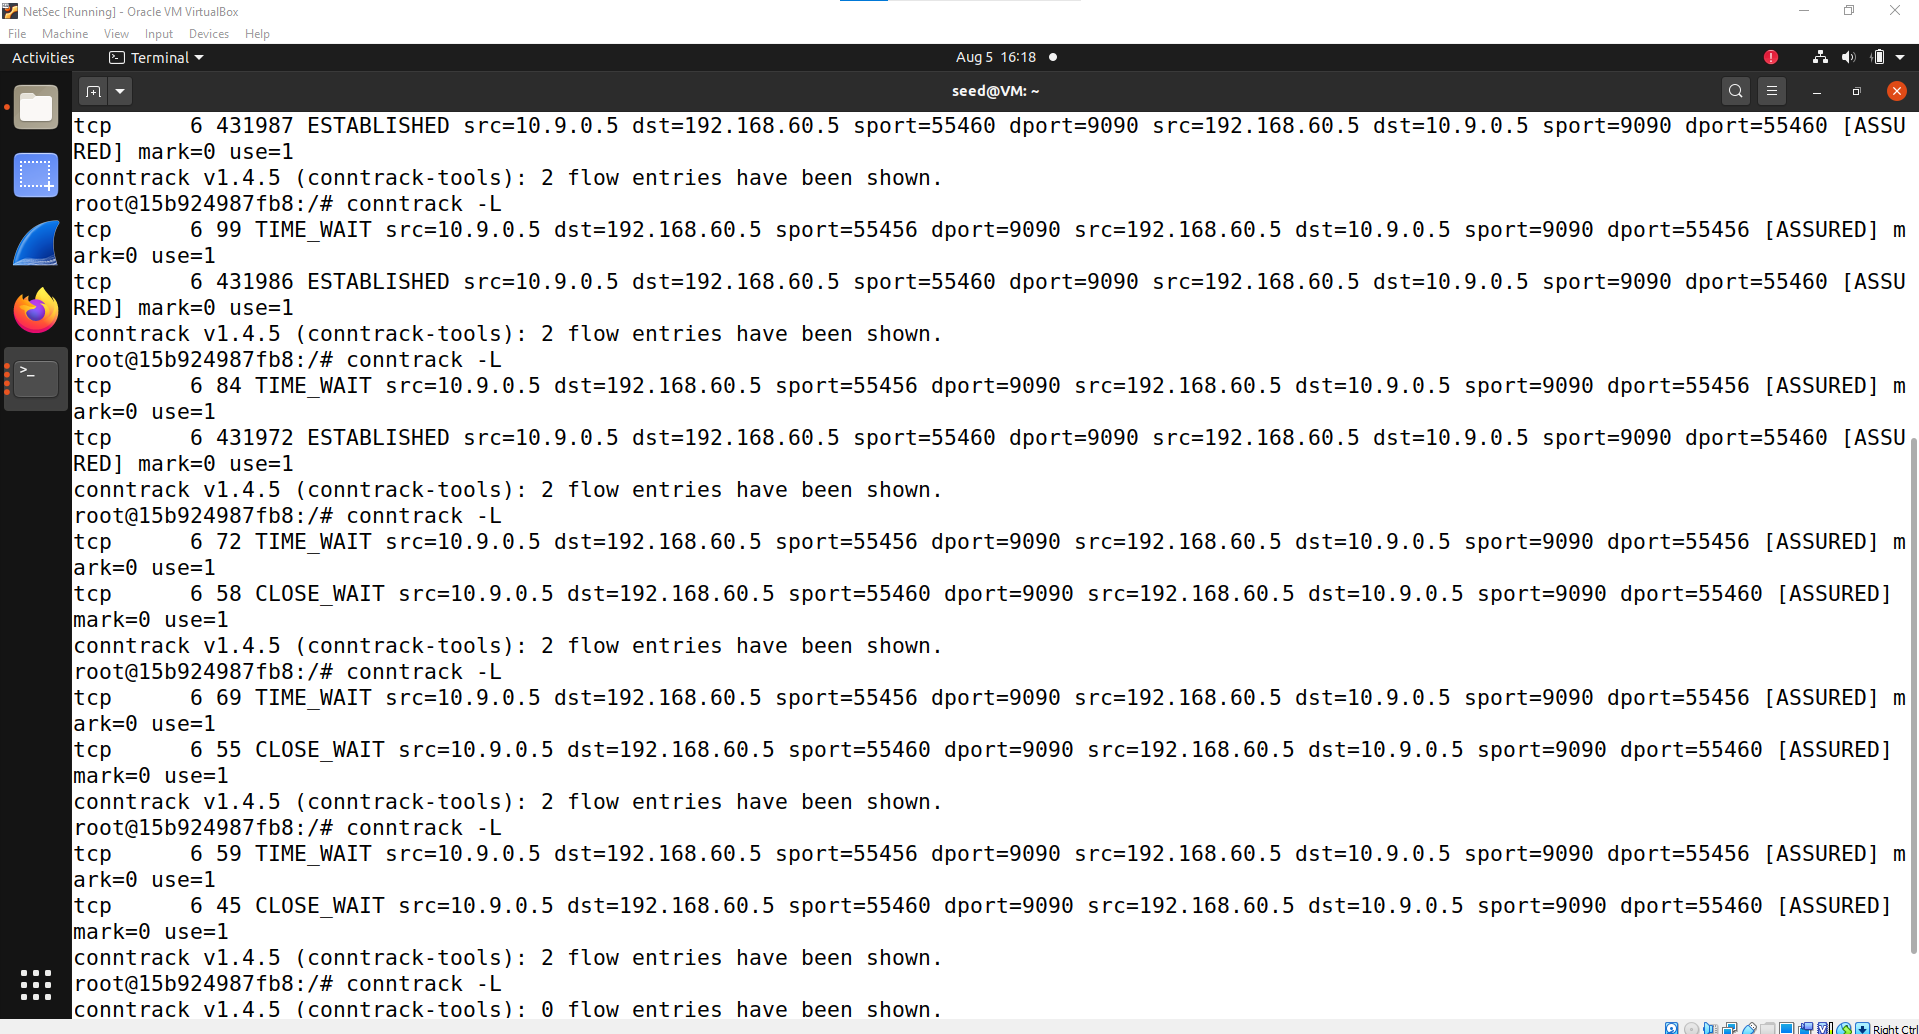 NetSec [Running] - Oracle VM VirtualBox
File Machine View Input Devices Help
Activities Terminal Aug 5 16:18
seed@VM: ~
tcp      6 431987 ESTABLISHED src=10.9.0.5 dst=192.168.60.5 sport=55460 dport=9090 src=192.168.60.5 dst=10.9.0.5 sport=9090 dport=55460 [ASSU
RED] mark=0 use=1
conntrack v1.4.5 (conntrack-tools): 2 flow entries have been shown.
root@15b924987fb8:/# conntrack -L
tcp      6 99 TIME_WAIT src=10.9.0.5 dst=192.168.60.5 sport=55456 dport=9090 src=192.168.60.5 dst=10.9.0.5 sport=9090 dport=55456 [ASSURED] m
ark=0 use=1
tcp      6 431986 ESTABLISHED src=10.9.0.5 dst=192.168.60.5 sport=55460 dport=9090 src=192.168.60.5 dst=10.9.0.5 sport=9090 dport=55460 [ASSU
RED] mark=0 use=1
conntrack v1.4.5 (conntrack-tools): 2 flow entries have been shown.
root@15b924987fb8:/# conntrack -L
tcp      6 84 TIME_WAIT src=10.9.0.5 dst=192.168.60.5 sport=55456 dport=9090 src=192.168.60.5 dst=10.9.0.5 sport=9090 dport=55456 [ASSURED] m
ark=0 use=1
tcp      6 431972 ESTABLISHED src=10.9.0.5 dst=192.168.60.5 sport=55460 dport=9090 src=192.168.60.5 dst=10.9.0.5 sport=9090 dport=55460 [ASSU
RED] mark=0 use=1
conntrack v1.4.5 (conntrack-tools): 2 flow entries have been shown.
root@15b924987fb8:/# conntrack -L
tcp      6 72 TIME_WAIT src=10.9.0.5 dst=192.168.60.5 sport=55456 dport=9090 src=192.168.60.5 dst=10.9.0.5 sport=9090 dport=55456 [ASSURED] m
ark=0 use=1
tcp      6 58 CLOSE_WAIT src=10.9.0.5 dst=192.168.60.5 sport=55460 dport=9090 src=192.168.60.5 dst=10.9.0.5 sport=9090 dport=55460 [ASSURED]
mark=0 use=1
conntrack v1.4.5 (conntrack-tools): 2 flow entries have been shown.
root@15b924987fb8:/# conntrack -L
tcp      6 69 TIME_WAIT src=10.9.0.5 dst=192.168.60.5 sport=55456 dport=9090 src=192.168.60.5 dst=10.9.0.5 sport=9090 dport=55456 [ASSURED] m
ark=0 use=1
tcp      6 55 CLOSE_WAIT src=10.9.0.5 dst=192.168.60.5 sport=55460 dport=9090 src=192.168.60.5 dst=10.9.0.5 sport=9090 dport=55460 [ASSURED]
mark=0 use=1
conntrack v1.4.5 (conntrack-tools): 2 flow entries have been shown.
root@15b924987fb8:/# conntrack -L
tcp      6 59 TIME_WAIT src=10.9.0.5 dst=192.168.60.5 sport=55456 dport=9090 src=192.168.60.5 dst=10.9.0.5 sport=9090 dport=55456 [ASSURED] m
ark=0 use=1
tcp      6 45 CLOSE_WAIT src=10.9.0.5 dst=192.168.60.5 sport=55460 dport=9090 src=192.168.60.5 dst=10.9.0.5 sport=9090 dport=55460 [ASSURED]
mark=0 use=1
conntrack v1.4.5 (conntrack-tools): 2 flow entries have been shown.
root@15b924987fb8:/# conntrack -L
conntrack v1.4.5 (conntrack-tools): 0 flow entries have been shown.
Right Ctrl